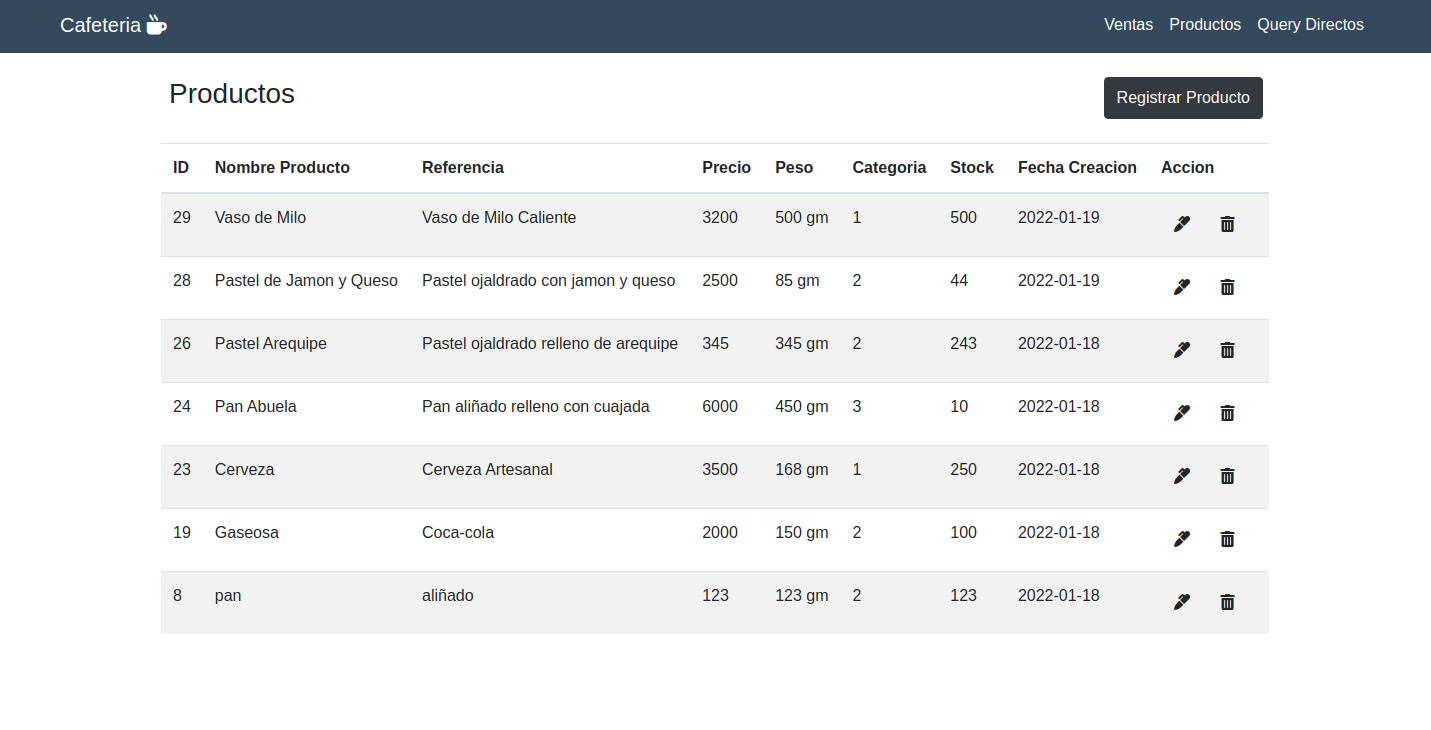 Cafeteria
Ventas Productos Query Directos
Productos
Registrar Producto
ID Nombre Producto Referencia Precio Peso Categoria Stock Fecha Creacion Accion
29 Vaso de Milo Vaso de Milo Caliente 3200 500 gm 1 500 2022-01-19
28 Pastel de Jamon y Queso Pastel ojaldrado con jamon y queso 2500 85 gm 2 44 2022-01-19
26 Pastel Arequipe Pastel ojaldrado relleno de arequipe 345 345 gm 2 243 2022-01-18
24 Pan Abuela Pan aliñado relleno con cuajada 6000 450 gm 3 10 2022-01-18
23 Cerveza Cerveza Artesanal 3500 168 gm 1 250 2022-01-18
19 Gaseosa Coca-cola 2000 150 gm 2 100 2022-01-18
8 pan aliñado 123 123 gm 2 123 2022-01-18